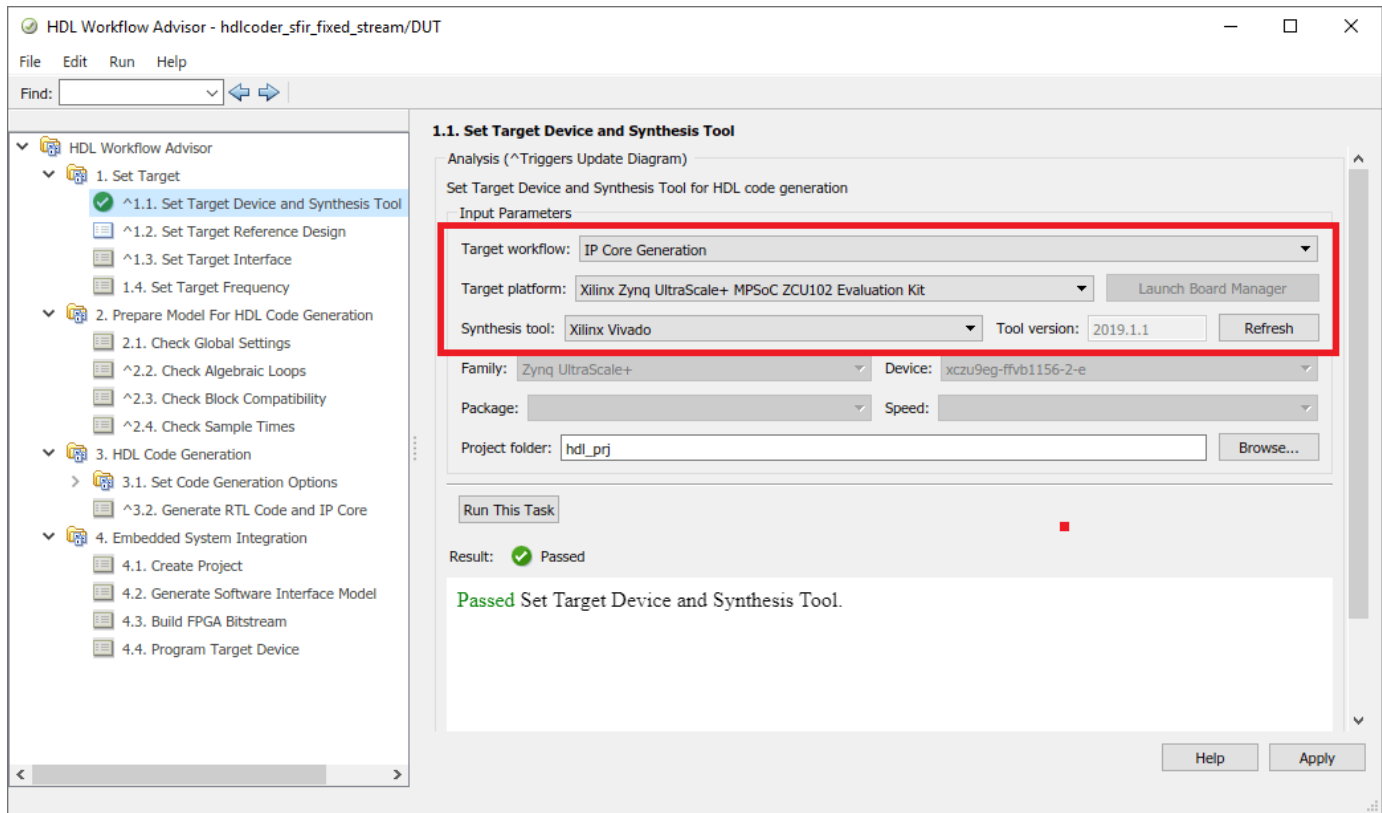 HDL Workflow Advisor - hdlcoder_sfir_fixed_stream/DUT
File Edit Run Help
Find:
HDL Workflow Advisor
1. Set Target
^1.1. Set Target Device and Synthesis Tool
^1.2. Set Target Reference Design
^1.3. Set Target Interface
1.4. Set Target Frequency
2. Prepare Model For HDL Code Generation
2.1. Check Global Settings
^2.2. Check Algebraic Loops
^2.3. Check Block Compatibility
^2.4. Check Sample Times
3. HDL Code Generation
3.1. Set Code Generation Options
^3.2. Generate RTL Code and IP Core
4. Embedded System Integration
4.1. Create Project
4.2. Generate Software Interface Model
4.3. Build FPGA Bitstream
4.4. Program Target Device
1.1. Set Target Device and Synthesis Tool
Analysis (^Triggers Update Diagram)
Set Target Device and Synthesis Tool for HDL code generation
Input Parameters
Target workflow: IP Core Generation
Target platform: Xilinx Zynq UltraScale+ MPSoC ZCU102 Evaluation Kit Launch Board Manager
Synthesis tool: Xilinx Vivado Tool version: 2019.1.1 Refresh
Family: Zynq UltraScale+ Device: xczu9eg-ffvb1156-2-e
Package: Speed:
Project folder: hdl_prj Browse...
Run This Task
Result: Passed
Passed Set Target Device and Synthesis Tool.
Help Apply